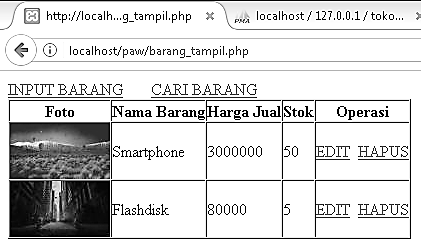 http://localh...g_tampil.php × localhost / 127.0.0.1 / toko...
localhost/paw/barang_tampil.php
INPUT BARANG CARI BARANG
Foto Nama Barang Harga Jual Stok Operasi
Smartphone 3000000 50 EDIT HAPUS
Flashdisk 80000 5 EDIT HAPUS